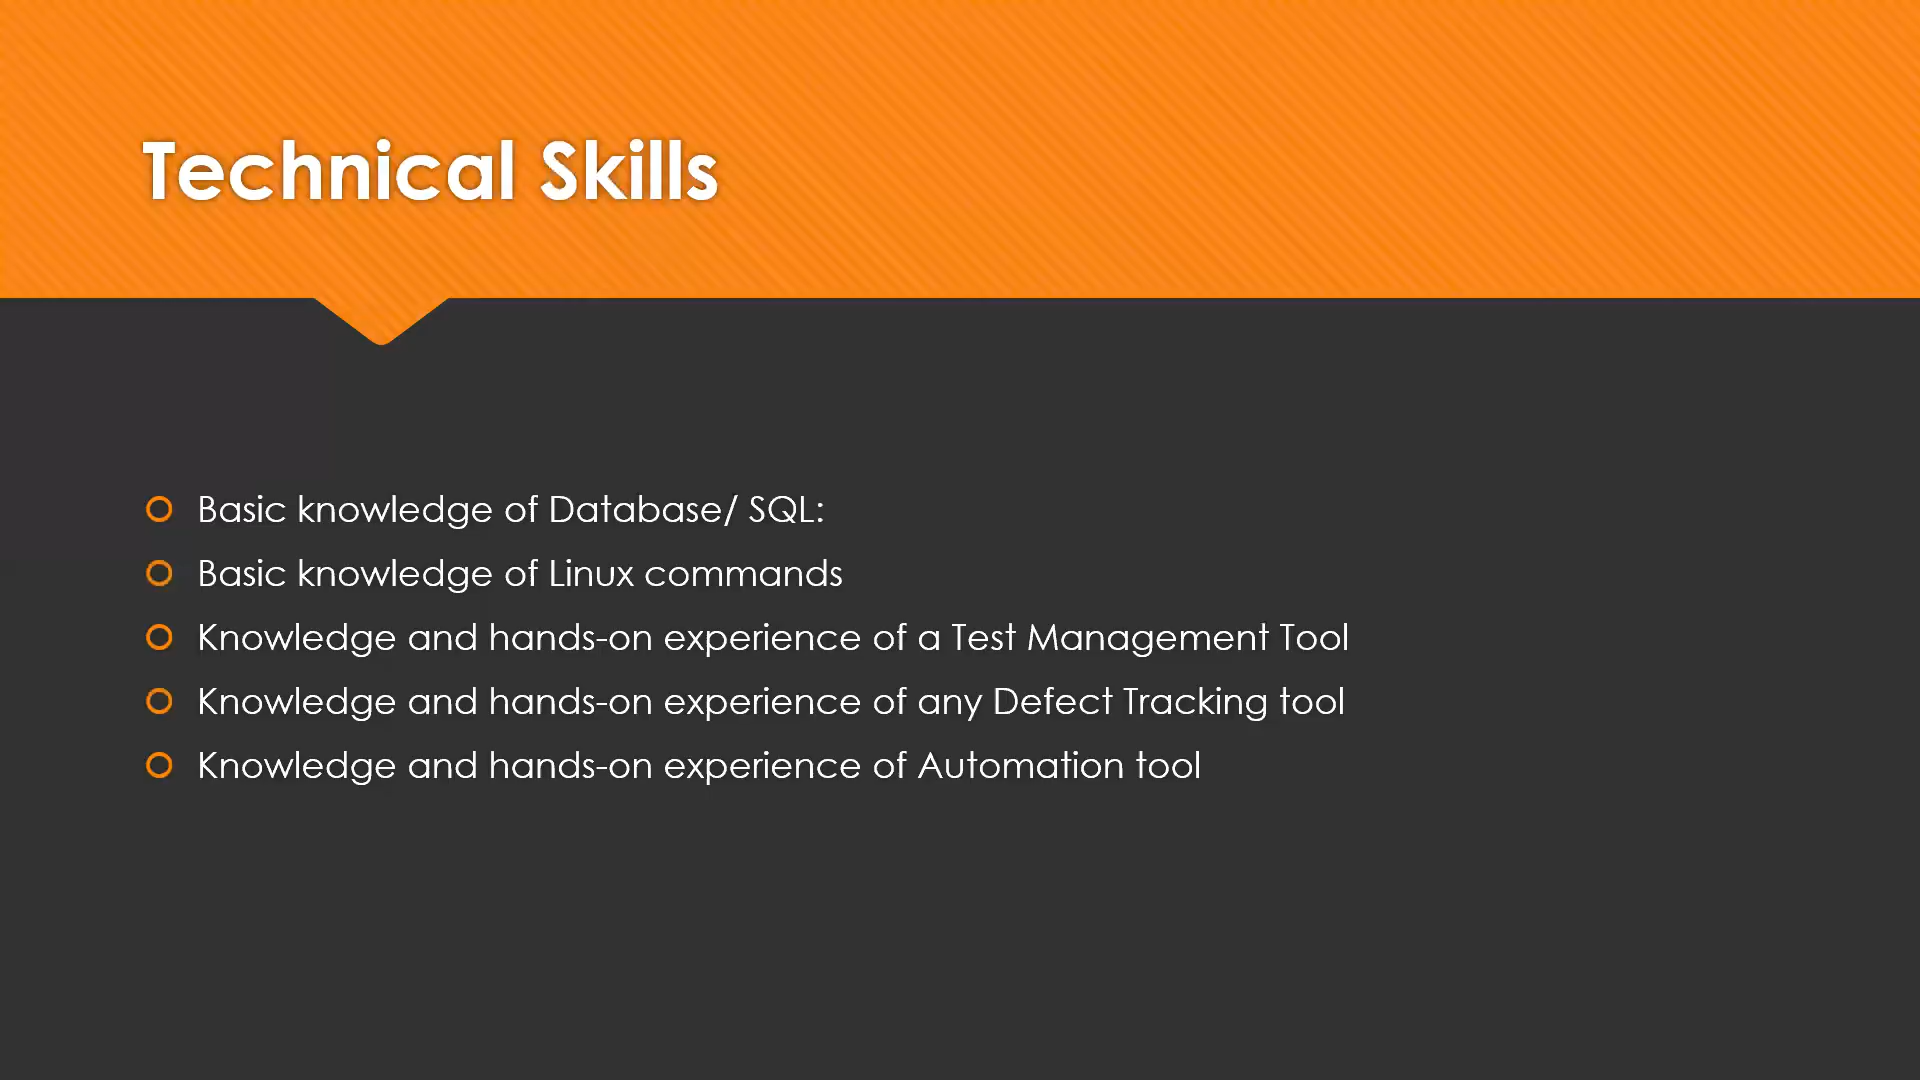 Technical Skills
Basic knowledge of Database/ SQL:
Basic knowledge of Linux commands
Knowledge and hands-on experience of a Test Management Tool
Knowledge and hands-on experience of any Defect Tracking tool
Knowledge and hands-on experience of Automation tool